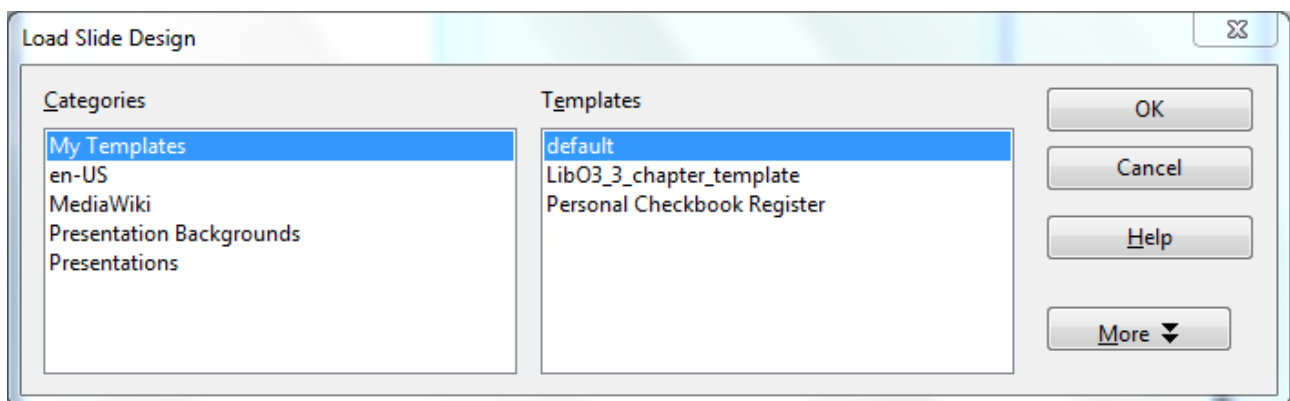 Load Slide Design
Categories
My Templates
en-US
MediaWiki
Presentation Backgrounds
Presentations
Templates
default
LibO3_3_chapter_template
Personal Checkbook Register
OK
Cancel
Help
More